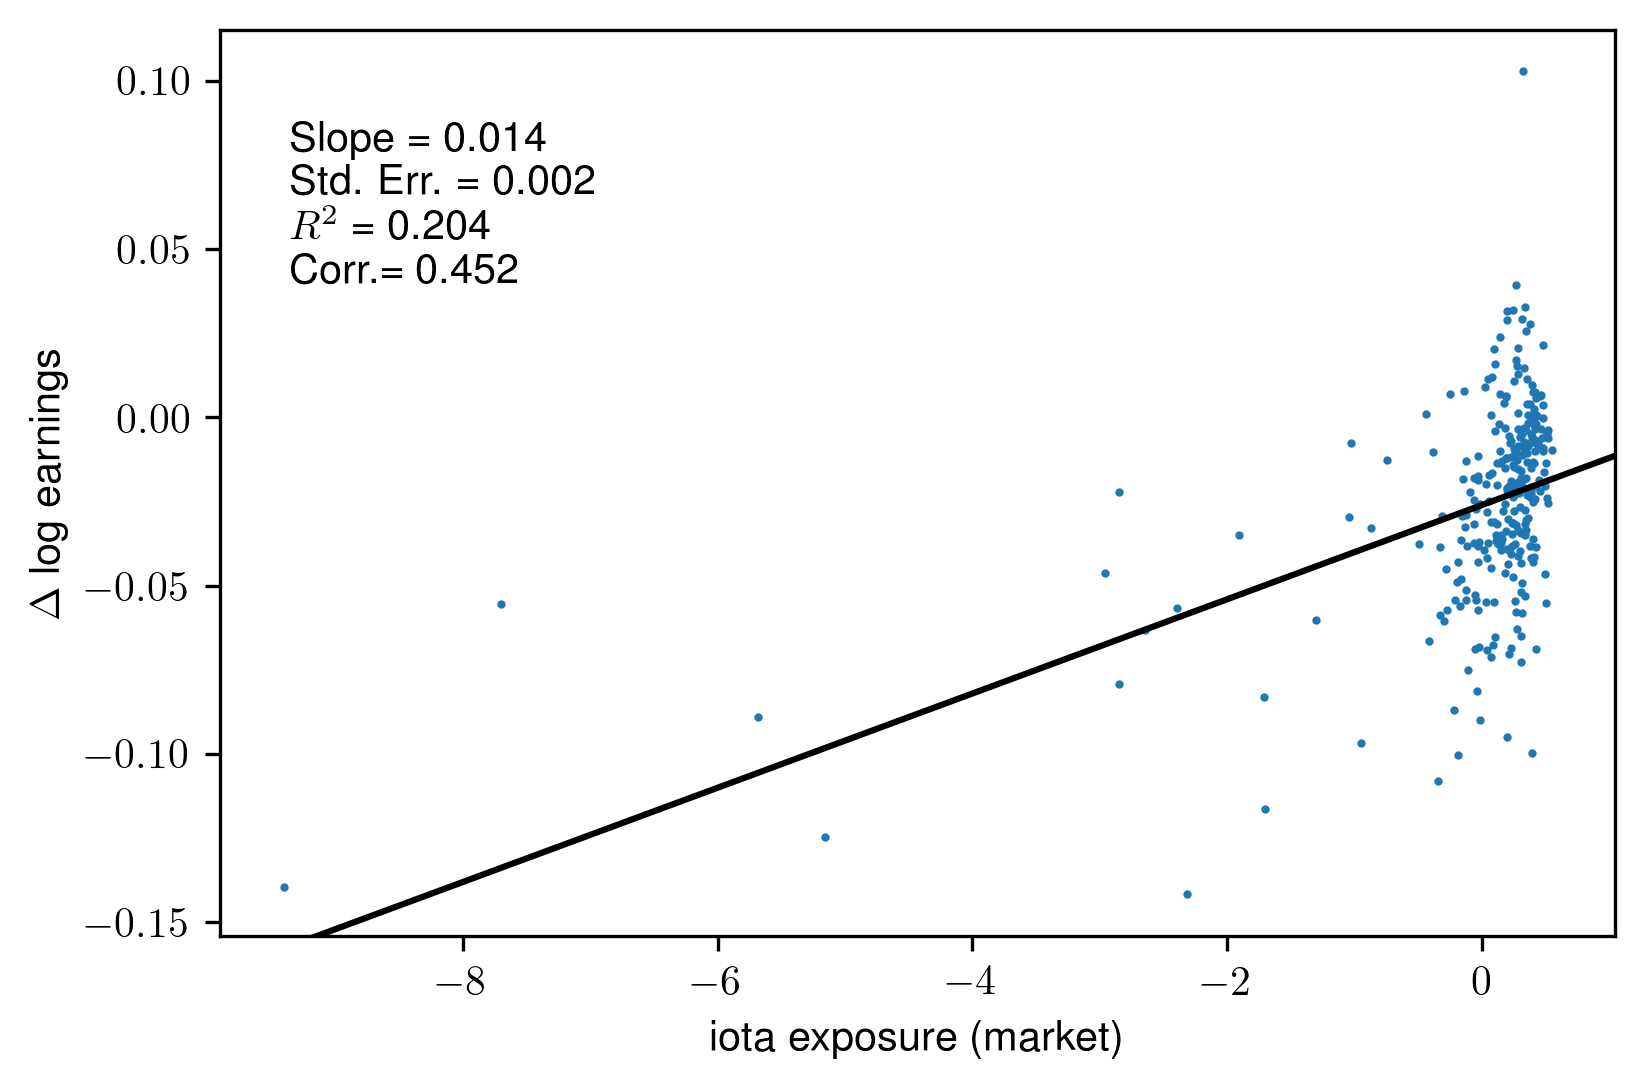 0.10
0.05
0.00
−0.05
−0.10
−0.15
Δ log earnings
Slope = 0.014
Std. Err. = 0.002
R² = 0.204
Corr.= 0.452
−8 −6 −4 −2 0
iota exposure (market)